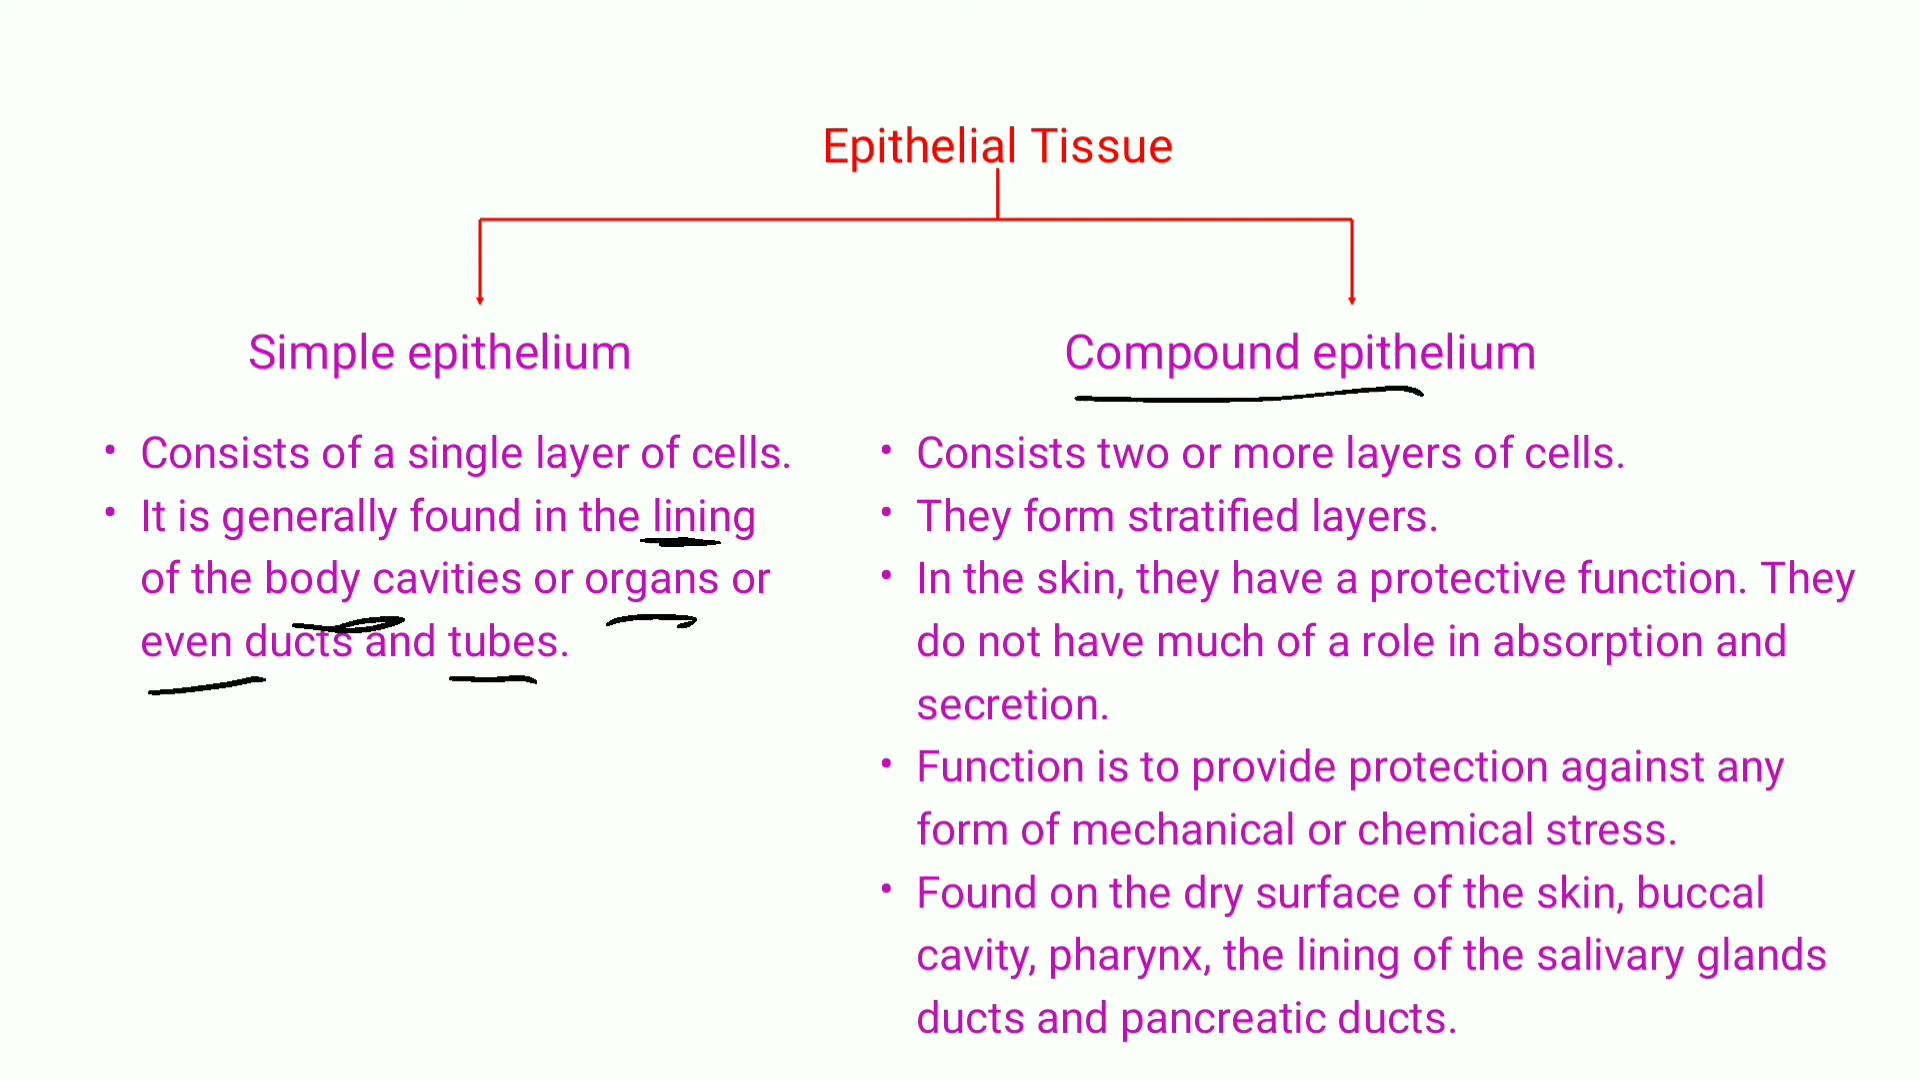 Epithelial Tissue
Simple epithelium
• Consists of a single layer of cells.
• It is generally found in the lining
of the body cavities or organs or
even ducts and tubes.
Compound epithelium
• Consists two or more layers of cells.
• They form stratified layers.
• In the skin, they have a protective function. They
do not have much of a role in absorption and
secretion.
• Function is to provide protection against any
form of mechanical or chemical stress.
• Found on the dry surface of the skin, buccal
cavity, pharynx, the lining of the salivary glands
ducts and pancreatic ducts.